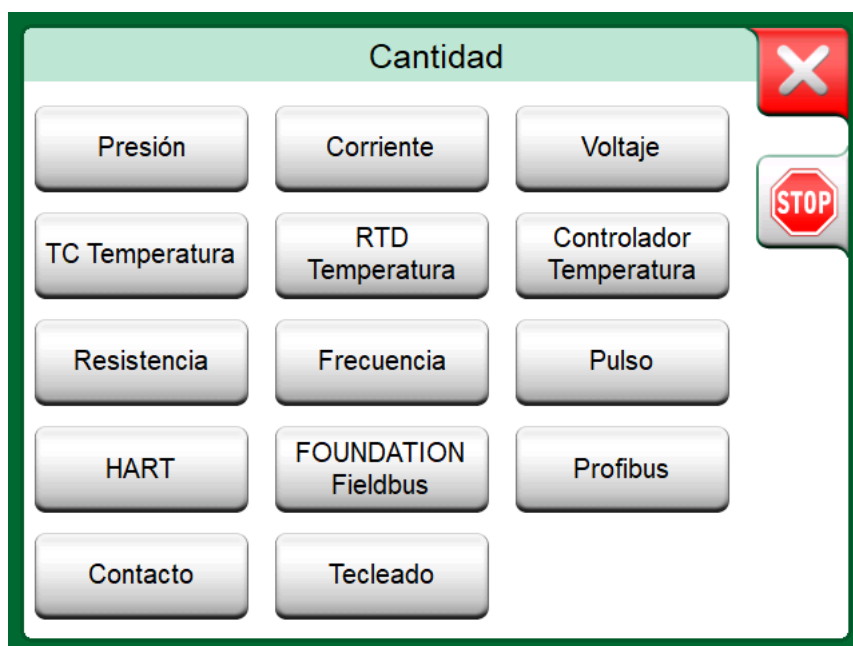 Cantidad
Presión
Corriente
Voltaje
STOP
TC Temperatura
RTD
Temperatura
Controlador
Temperatura
Resistencia
Frecuencia
Pulso
HART
FOUNDATION
Fieldbus
Profibus
Contacto
Tecleado